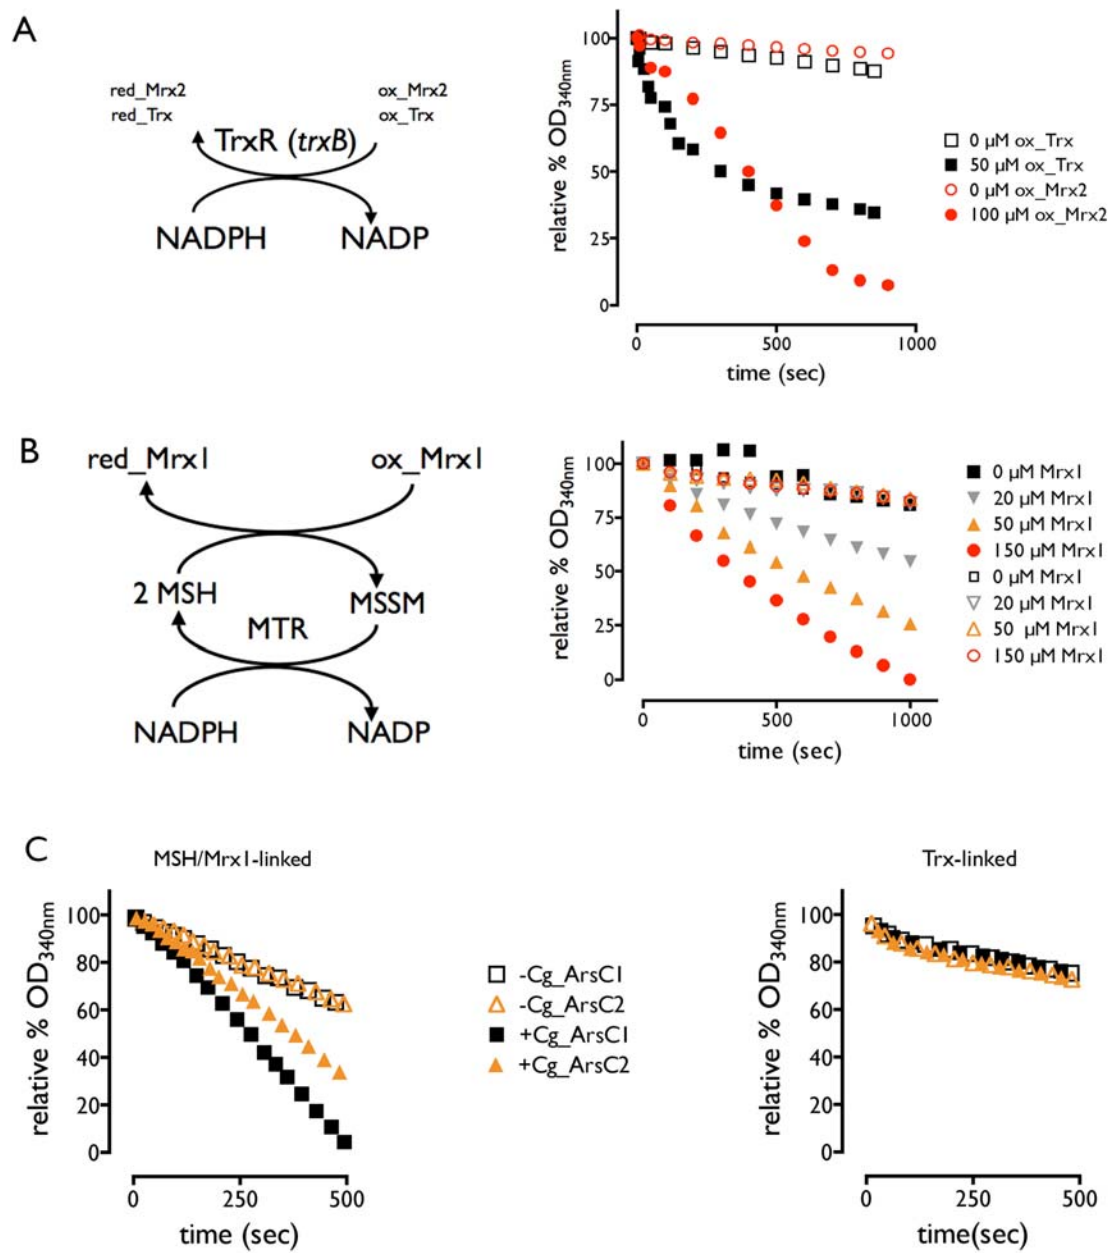 A
red_Mrx2
red_Trx
ox_Mrx2
ox_Trx
TrxR (trxB)
NADPH
NADP
relative % OD340nm
100
75
50
25
0
0
500
1000
time (sec)
0 µM ox_Trx
50 µM ox_Trx
0 µM ox_Mrx2
100 µM ox_Mrx2
B
red_Mrx1
ox_Mrx1
2 MSH
MSSM
MTR
NADPH
NADP
relative % OD340nm
100
75
50
25
0
0
500
1000
time (sec)
0 µM Mrx1
20 µM Mrx1
50 µM Mrx1
150 µM Mrx1
0 µM Mrx1
20 µM Mrx1
50 µM Mrx1
150 µM Mrx1
C
MSH/Mrx1-linked
relative % OD340nm
100
80
60
40
20
0
0
250
500
time (sec)
-Cg_ArsC1
-Cg_ArsC2
+Cg_ArsC1
+Cg_ArsC2
Trx-linked
relative % OD340nm
100
80
60
40
20
0
0
250
500
time(sec)